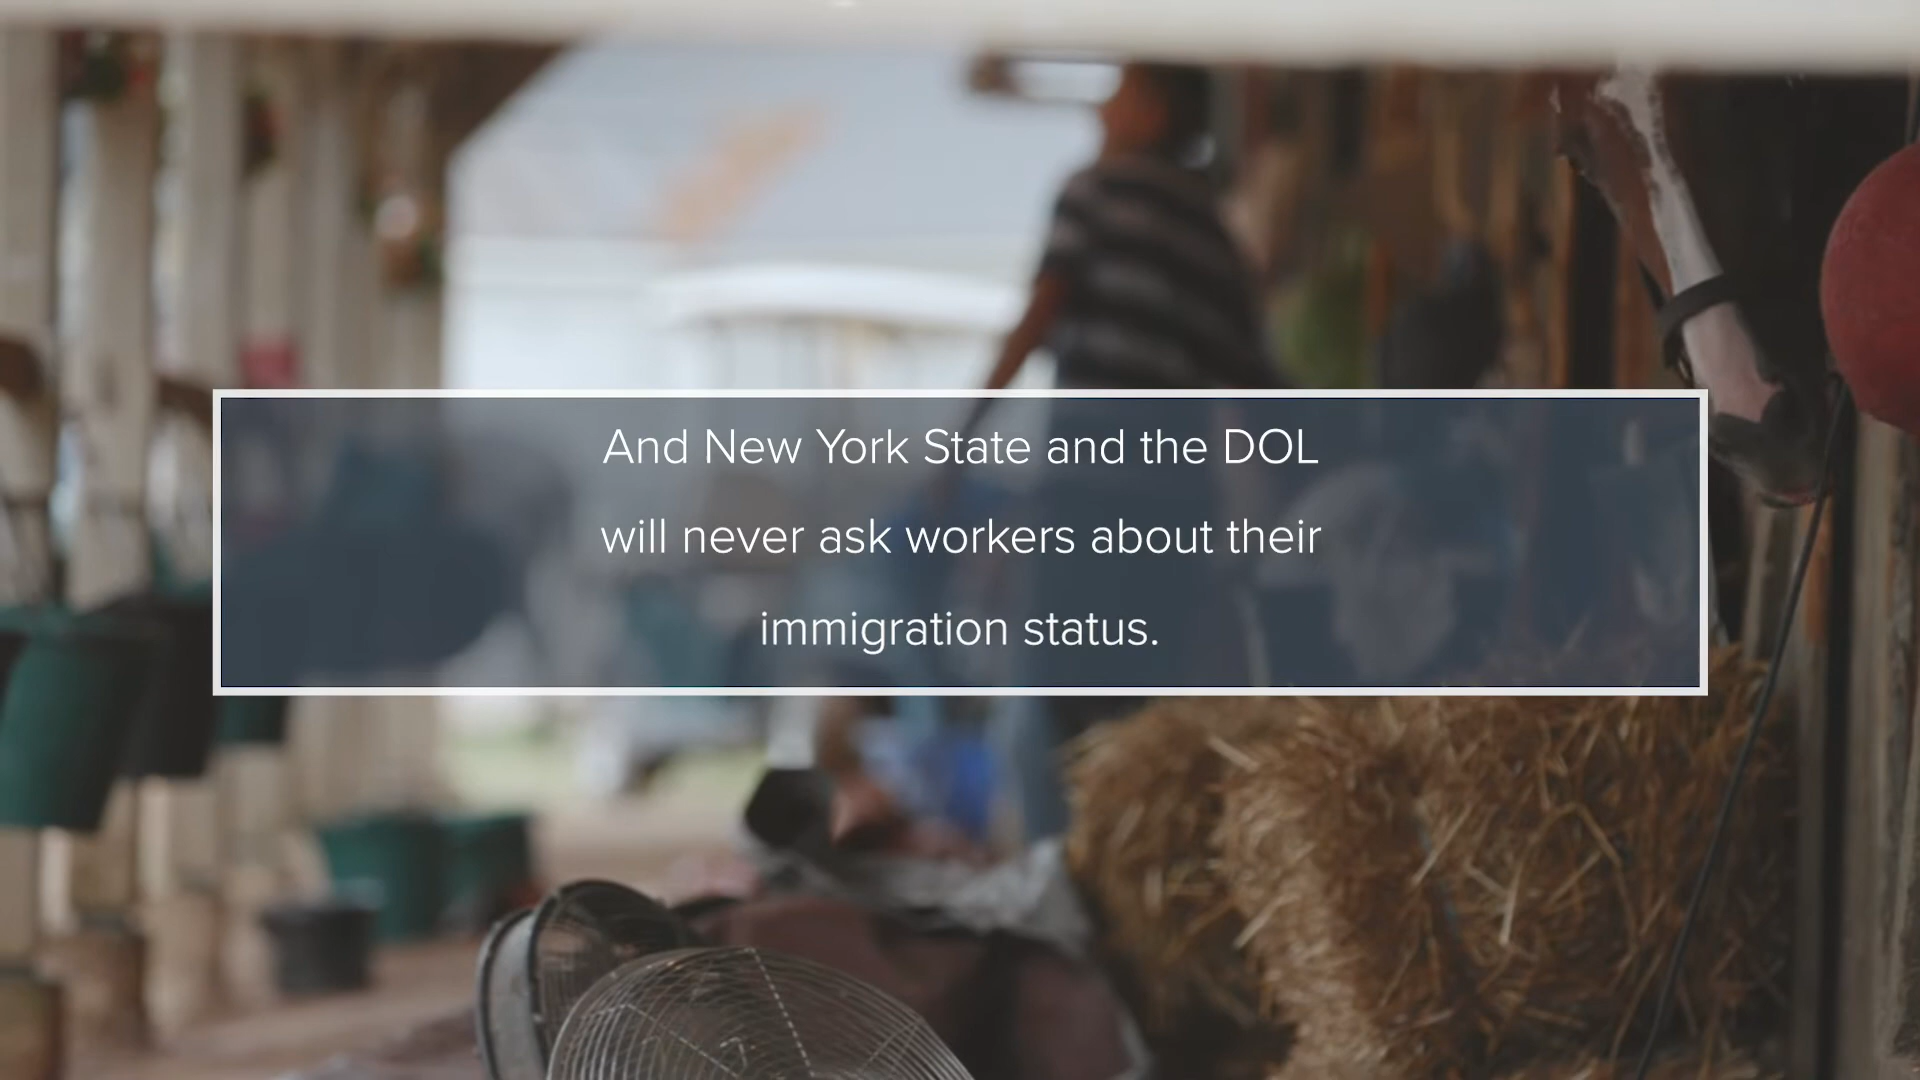 And New York State and the DOL
will never ask workers about their
immigration status.